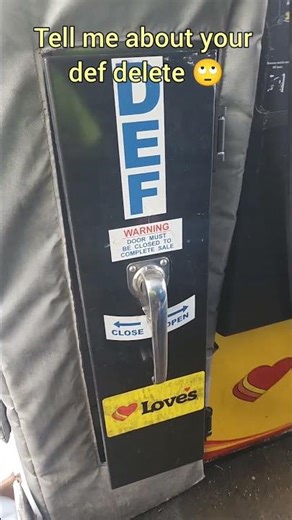 Tell me about your
def delete 🙄
DEF
WARNING
DOOR MUST
BE CLOSED TO
COMPLETE SALE
CLOSE OPEN
Love's